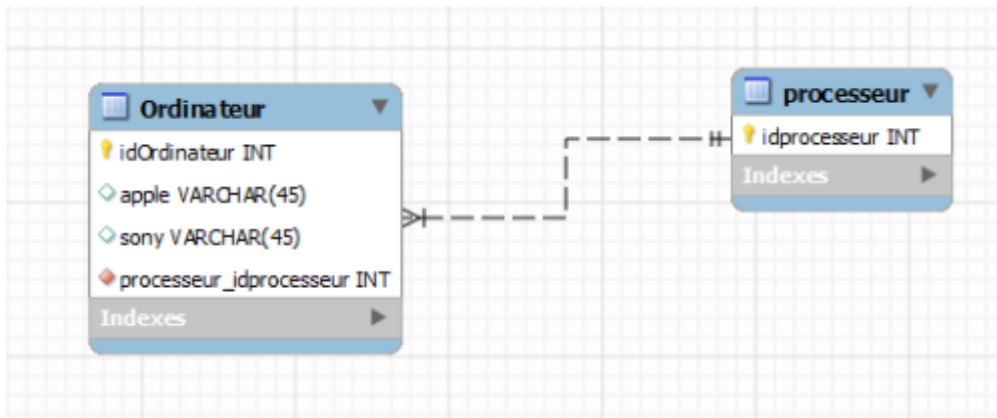 Ordinateur
idOrdinateur INT
apple VARCHAR(45)
sony VARCHAR(45)
processeur_idprocesseur INT
Indexes
processeur
idprocesseur INT
Indexes